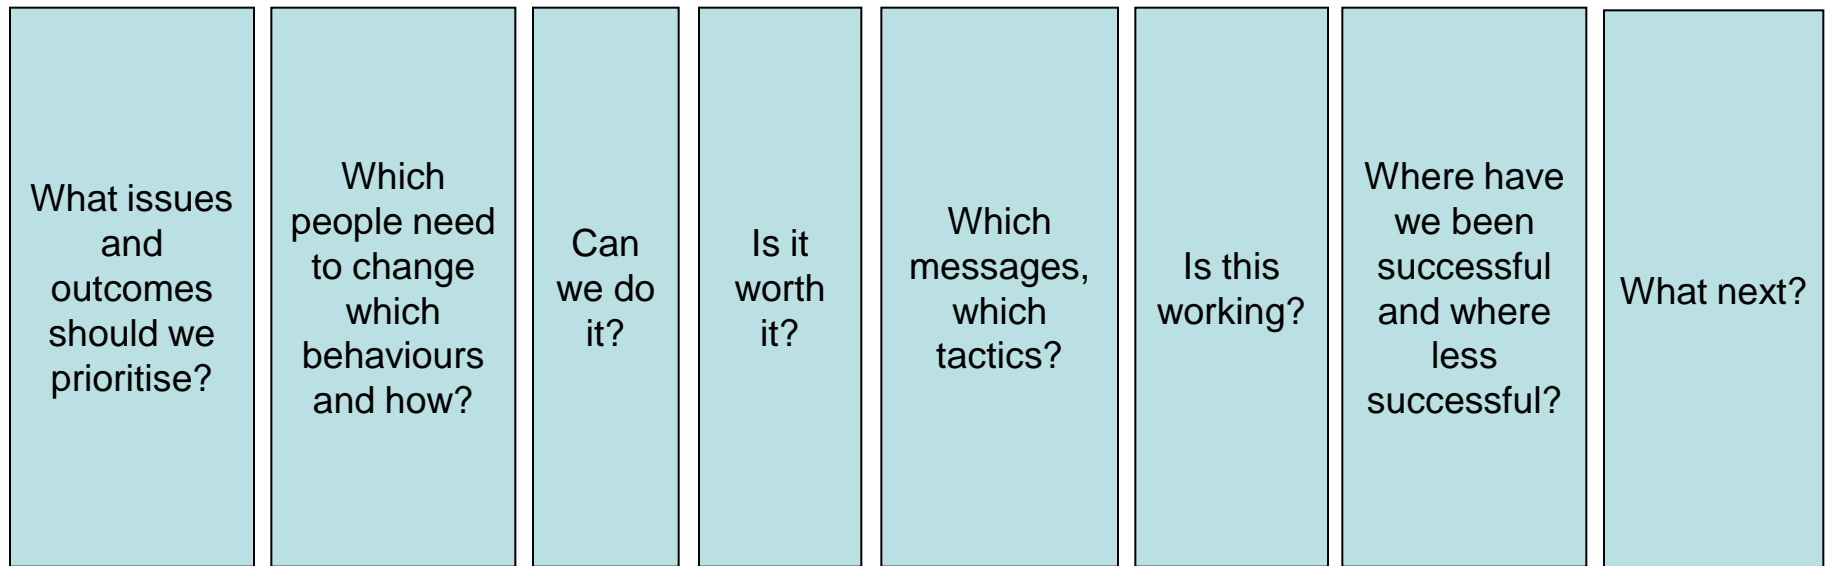 What issues
and
outcomes
should we
prioritise?
Which
people need
to change
which
behaviours
and how?
Can
we do
it?
Is it
worth
it?
Which
messages,
which
tactics?
Is this
working?
Where have
we been
successful
and where
less
successful?
What next?